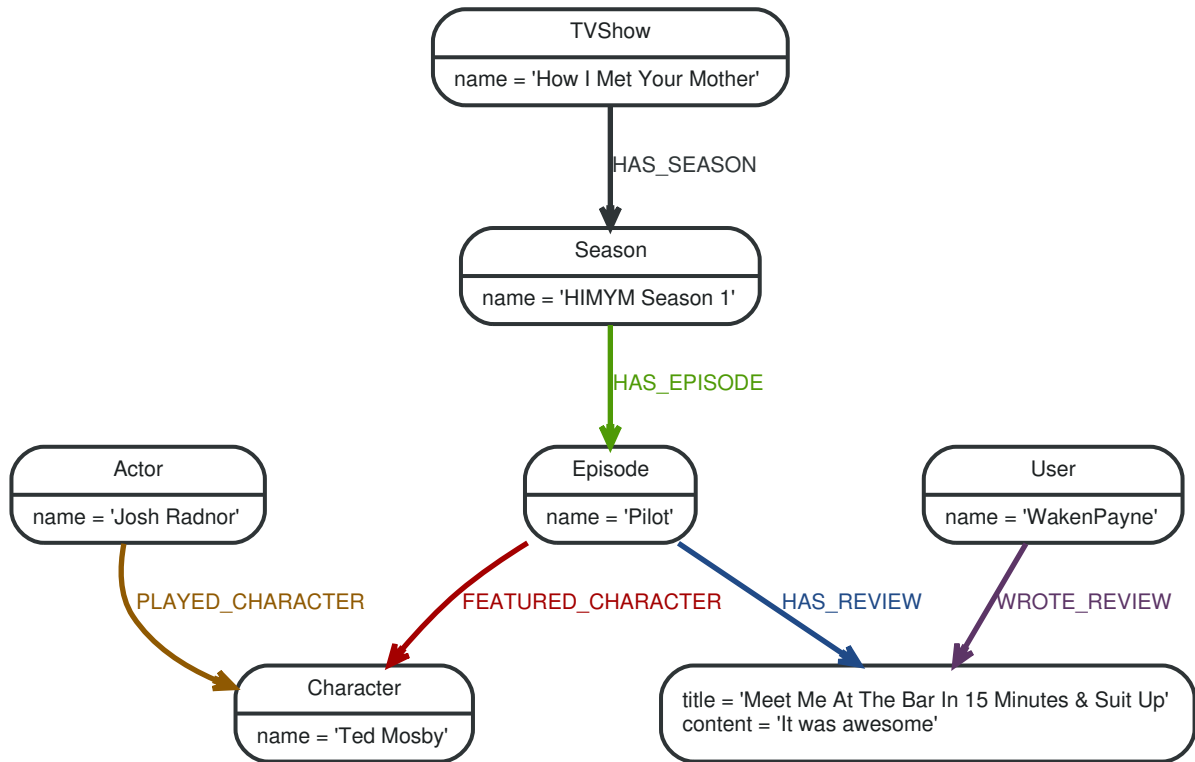 TVShow
name = 'How I Met Your Mother'
HAS_SEASON
Season
name = 'HIMYM Season 1'
HAS_EPISODE
Actor
name = 'Josh Radnor'
Episode
name = 'Pilot'
User
name = 'WakenPayne'
PLAYED_CHARACTER
FEATURED_CHARACTER
HAS_REVIEW
WROTE_REVIEW
Character
name = 'Ted Mosby'
title = 'Meet Me At The Bar In 15 Minutes & Suit Up'
content = 'It was awesome'